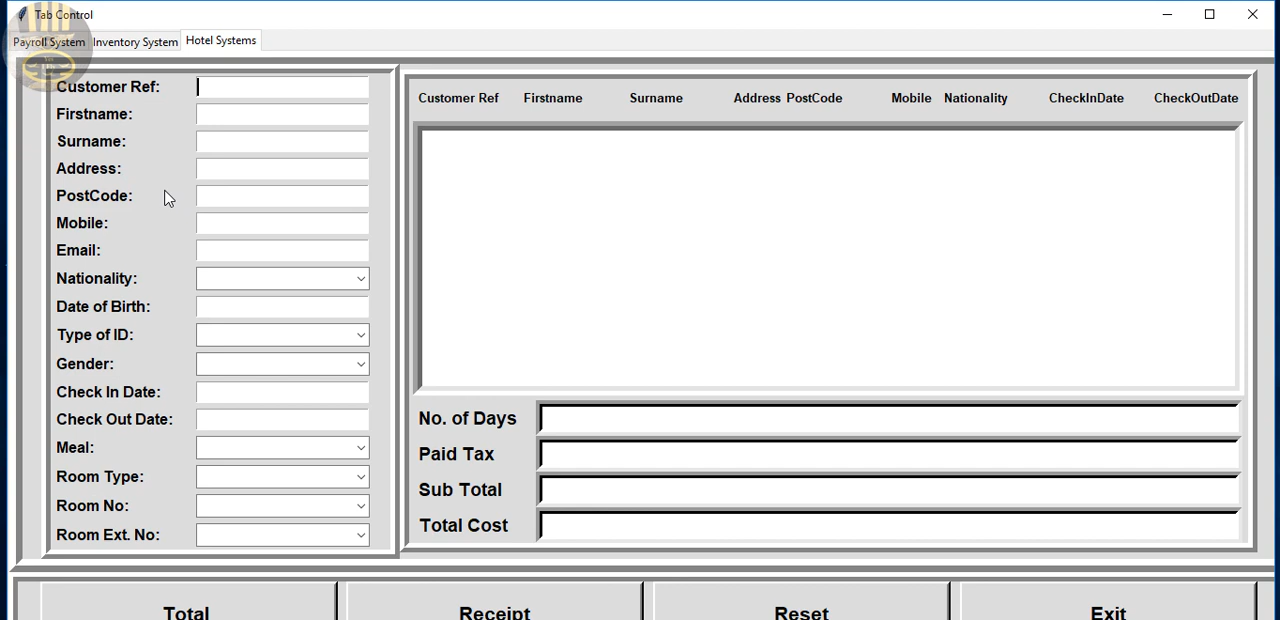 Tab Control
Payroll System Inventory System Hotel Systems
Customer Ref:
Firstname:
Surname:
Address:
PostCode:
Mobile:
Email:
Nationality:
Date of Birth:
Type of ID:
Gender:
Check In Date:
Check Out Date:
Meal:
Room Type:
Room No:
Room Ext. No:
Customer Ref Firstname Surname Address PostCode Mobile Nationality CheckInDate CheckOutDate
No. of Days
Paid Tax
Sub Total
Total Cost
Total Receipt Reset Exit